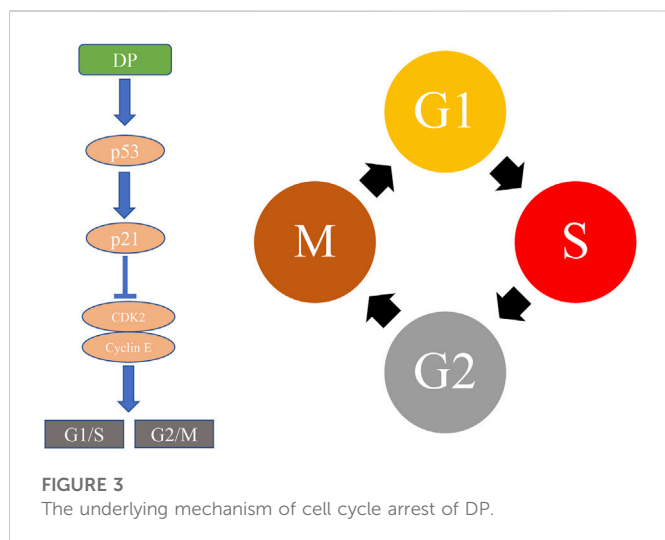 DP
p53
p21
CDK2
Cyclin E
G1/S
G2/M
G1
S
G2
M
FIGURE 3
The underlying mechanism of cell cycle arrest of DP.